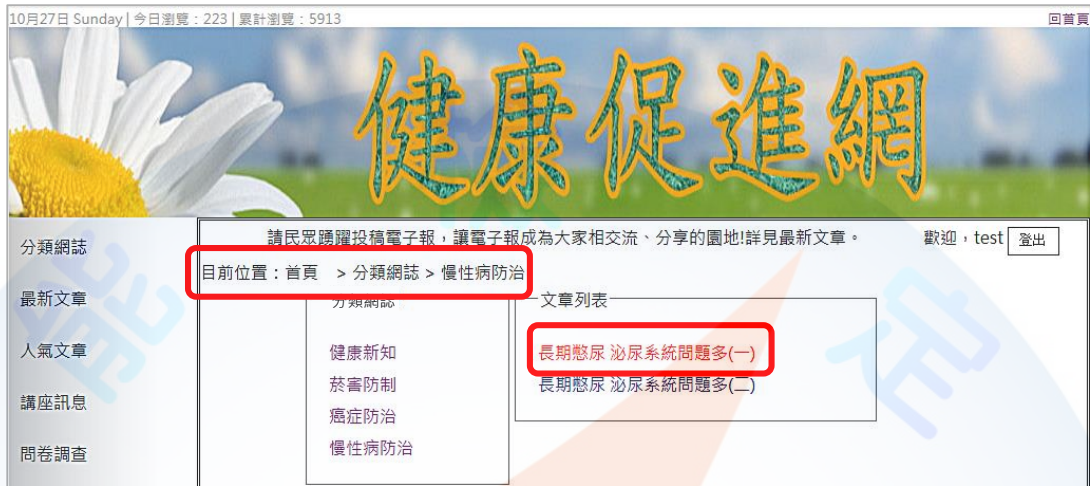 10月27日 Sunday | 今日瀏覽：223 | 累計瀏覽：5913 回首頁
健康促進網
請民眾踴躍投稿電子報，讓電子報成為大家相交流、分享的園地!詳見最新文章。 歡迎，test 登出
目前位置：首頁 > 分類網誌 > 慢性病防治
分類網誌
最新文章
人氣文章
講座訊息
問卷調查
分類網誌
健康新知
菸害防制
癌症防治
慢性病防治
文章列表
長期憋尿 泌尿系統問題多(一)
長期憋尿 泌尿系統問題多(二)